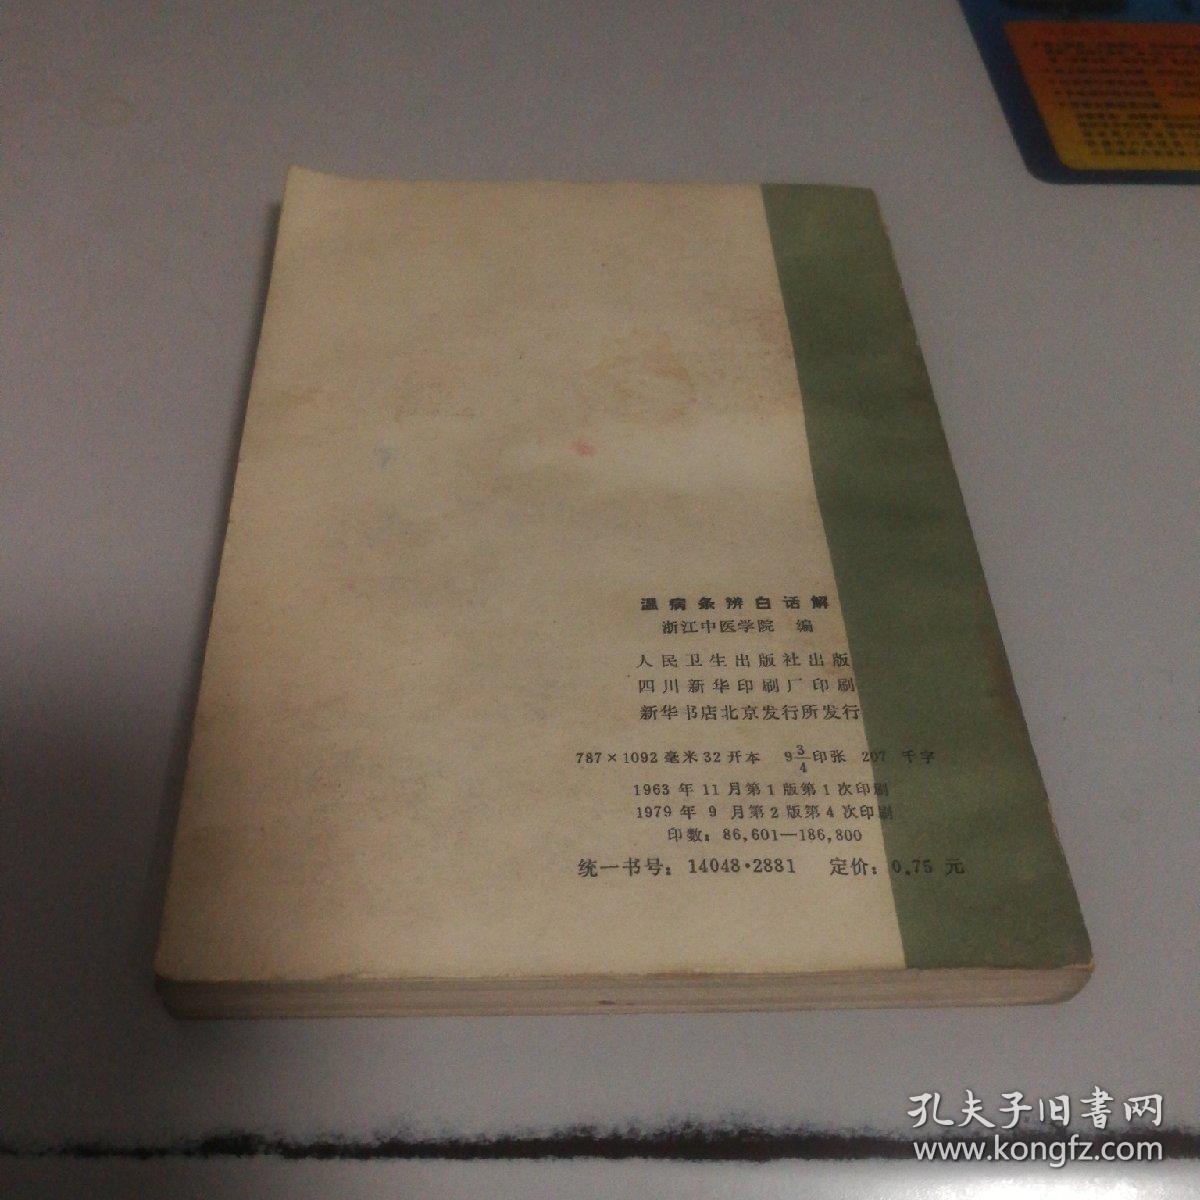 温病条辨白话解
浙江中医学院 编
人民卫生出版社出版
四川新华印刷厂印刷
新华书店北京发行所发行
787×1092毫米32开本 9 3/4印张 207 千字
1963年11月第1版第1次印刷
1979年 9 月第2版第4次印刷
印数：86,601—186,800
统一书号：14048·2881 定价：0.75 元
孔夫子旧書网
www.kongfz.com